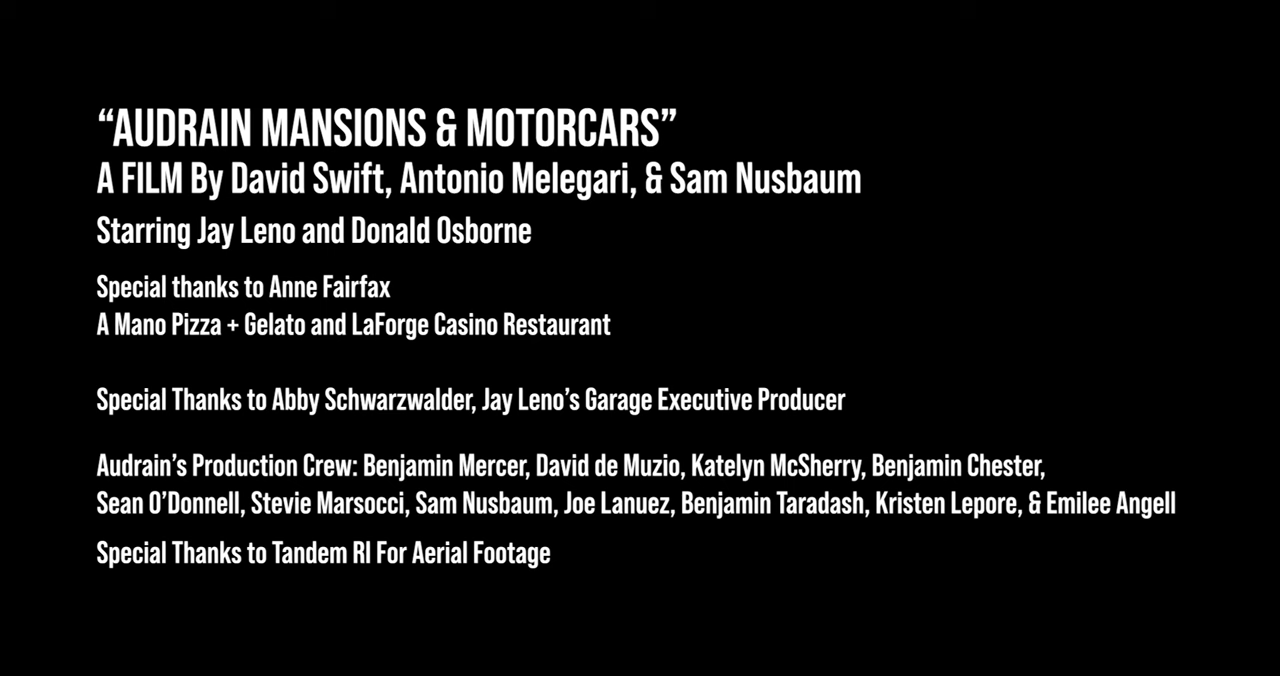 “AUDRAIN MANSIONS & MOTORCARS”
A FILM By David Swift, Antonio Melegari, & Sam Nusbaum
Starring Jay Leno and Donald Osborne
Special thanks to Anne Fairfax
A Mano Pizza + Gelato and LaForge Casino Restaurant
Special Thanks to Abby Schwarzwalder, Jay Leno’s Garage Executive Producer
Audrain’s Production Crew: Benjamin Mercer, David de Muzio, Katelyn McSherry, Benjamin Chester,
Sean O’Donnell, Stevie Marsocci, Sam Nusbaum, Joe Lanuez, Benjamin Taradash, Kristen Lepore, & Emilee Angell
Special Thanks to Tandem RI For Aerial Footage